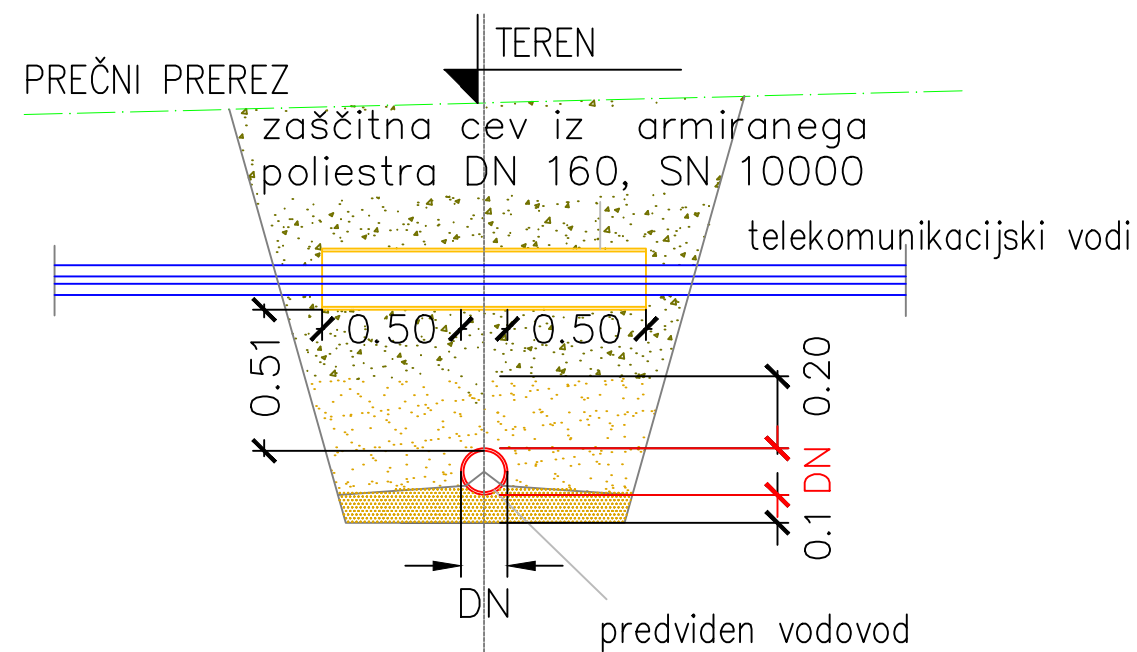 TEREN
PREČNI PREREZ
zaščitna cev iz armiranega
poliestra DN 160, SN 10000
telekomunikacijski vodi
0.50
0.50
0.51
0.20
DN
0.1
DN
predviden vodovod